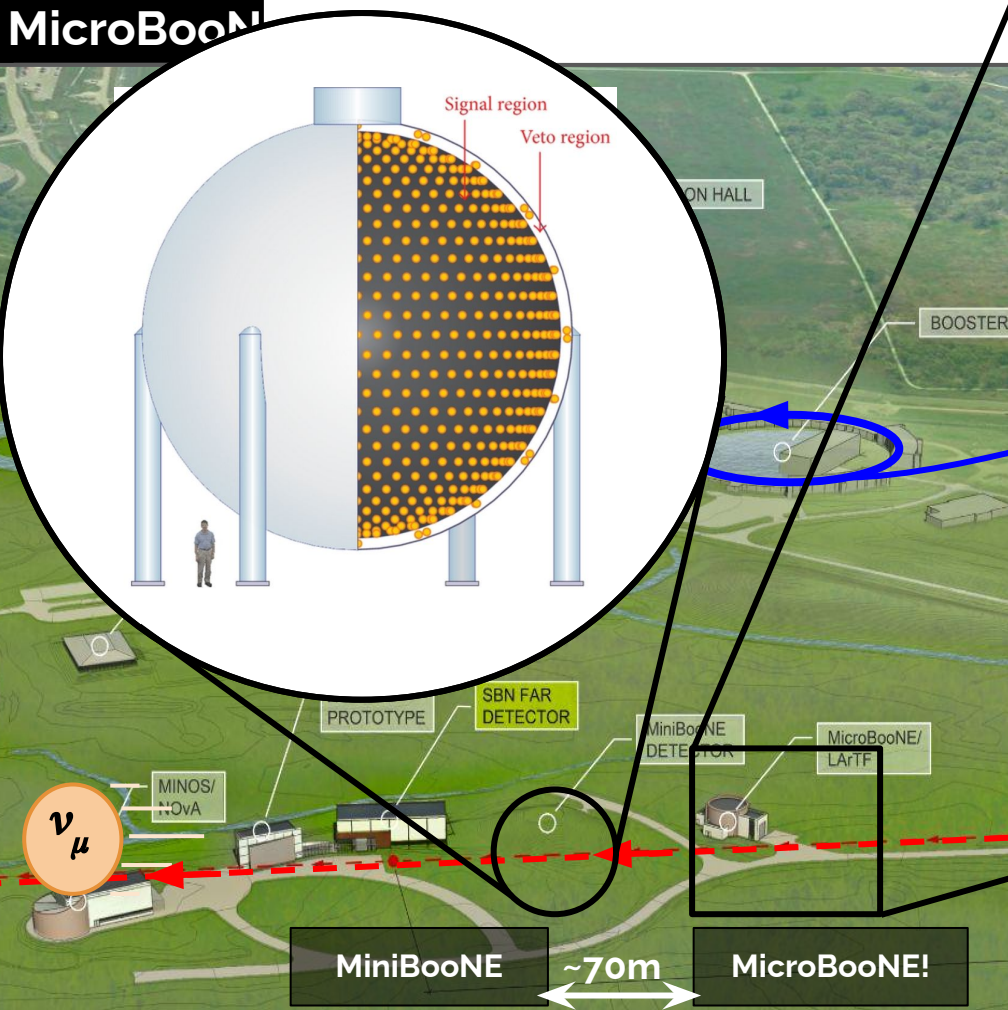 MicroBooN
Signal region
Veto region
ON HALL
BOOSTER
PROTOTYPE
SBN FAR
DETECTOR
MiniBooNE
DETECTOR
MicroBooNE/
LArTF
MINOS/
NOvA
νμ
MiniBooNE
~70m
MicroBooNE!